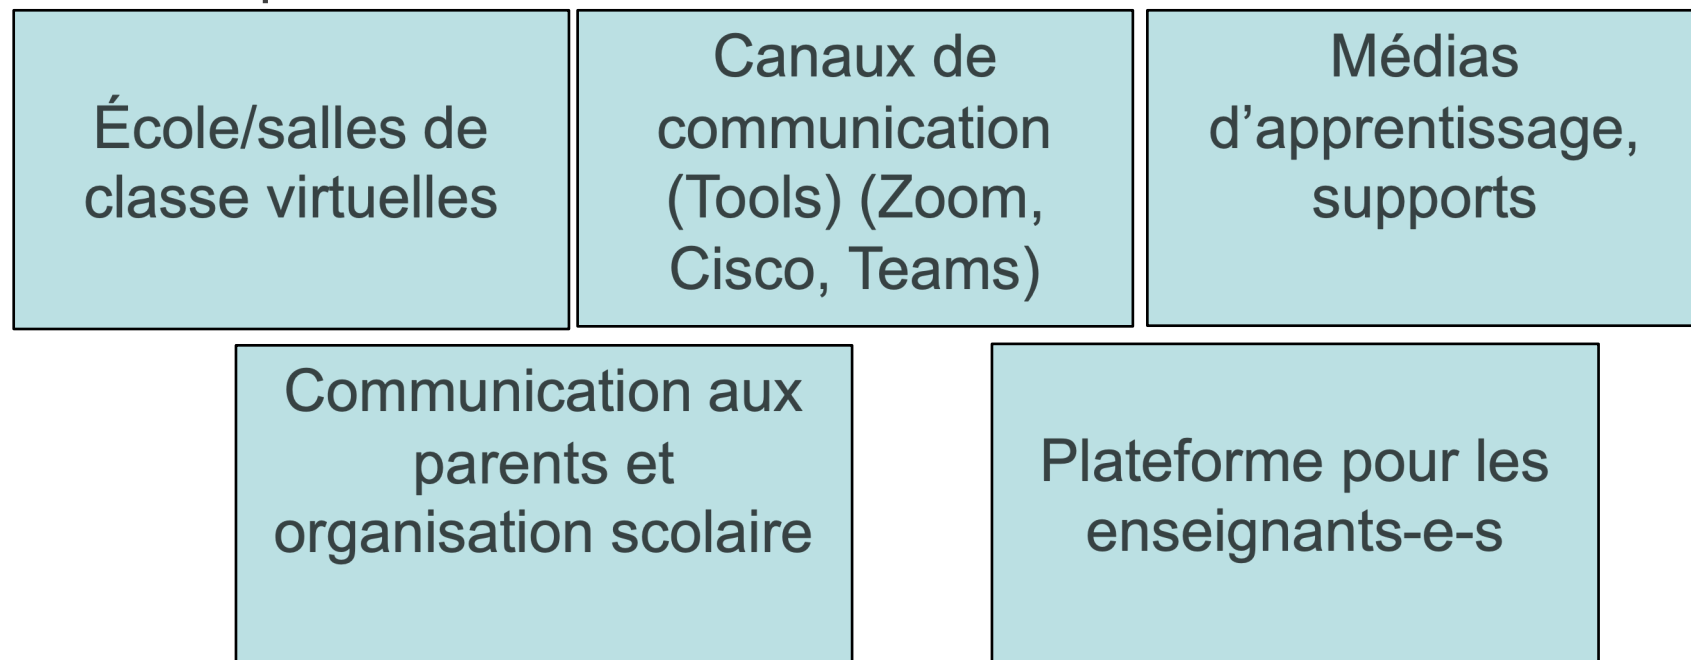 École/salles de
classe virtuelles
Canaux de
communication
(Tools) (Zoom,
Cisco, Teams)
Médias
d’apprentissage,
supports
Communication aux
parents et
organisation scolaire
Plateforme pour les
enseignants-e-s